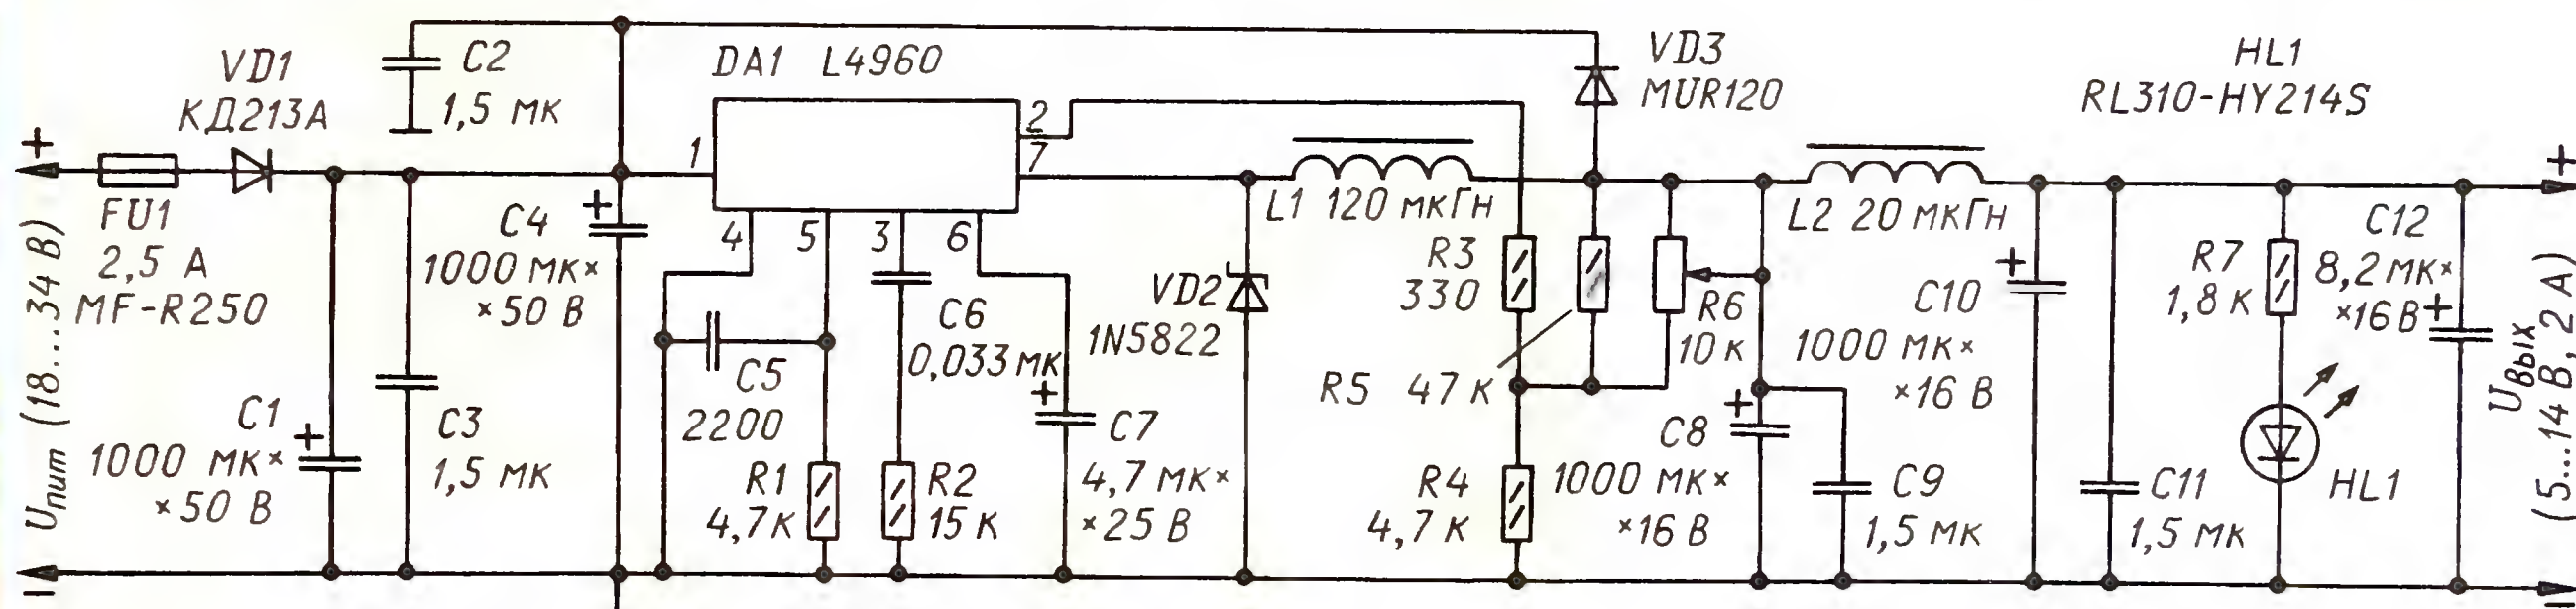 VD1
КД213А
C2
1,5 мк
DA1 L4960
VD3
MUR120
HL1
RL310-HY214S
+
FU1
2,5 А
MF-R250
Uпит (18...34 В)
−
C1
1000 мк×
×50 В
+
C3
1,5 мк
C4
1000 мк×
×50 В
+
1
2
7
4
5
3
6
C5
2200
R1
4,7к
C6
0,033 мк
R2
15 к
C7
4,7 мк×
×25 В
+
VD2
1N5822
L1 120 мкГн
R3
330
R5 47 к
R4
4,7 к
R6
10 к
C8
1000 мк×
×16 В
+
C9
1,5 мк
L2 20 мкГн
C10
1000 мк×
×16 В
+
C11
1,5 мк
R7
1,8 к
HL1
C12
8,2 мк×
×16 В
+
+
Uвых
(5...14 В, 2 А)
−